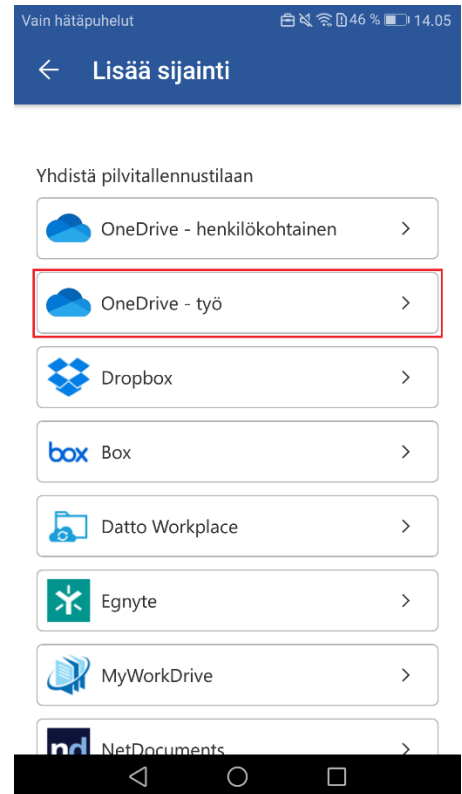 Vain hätäpuhelut 46 % 14.05
Lisää sijainti
Yhdistä pilvitallennustilaan
OneDrive - henkilökohtainen
OneDrive - työ
Dropbox
box Box
Datto Workplace
Egnyte
MyWorkDrive
nd NetDocuments